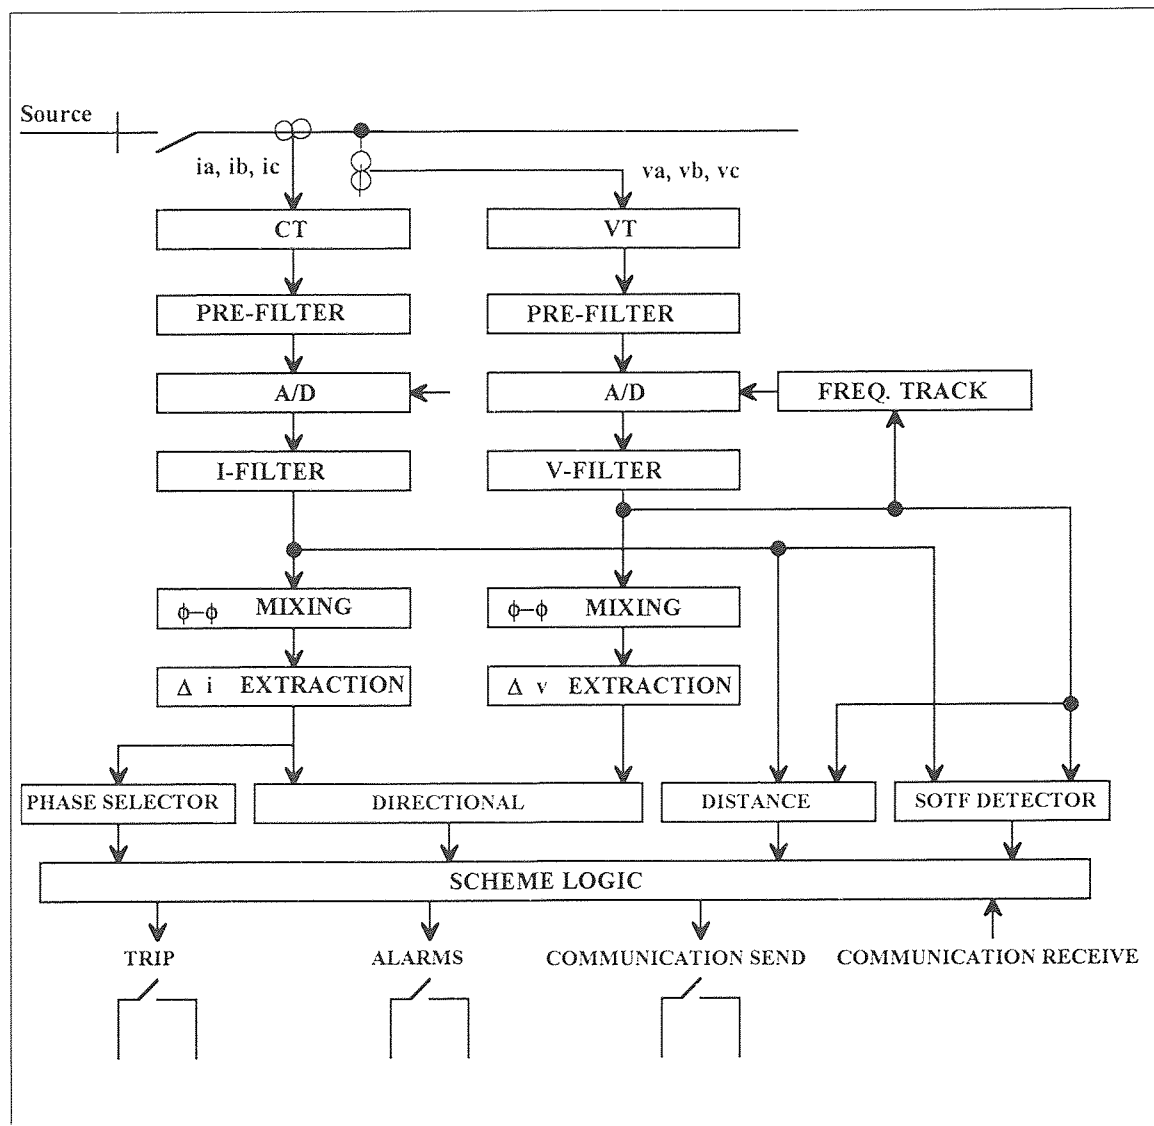 Source
ia, ib, ic
va, vb, vc
CT
VT
PRE-FILTER
PRE-FILTER
A/D
A/D
FREQ. TRACK
I-FILTER
V-FILTER
ϕ–ϕ MIXING
ϕ–ϕ MIXING
Δ i EXTRACTION
Δ v EXTRACTION
PHASE SELECTOR
DIRECTIONAL
DISTANCE
SOTF DETECTOR
SCHEME LOGIC
TRIP
ALARMS
COMMUNICATION SEND
COMMUNICATION RECEIVE